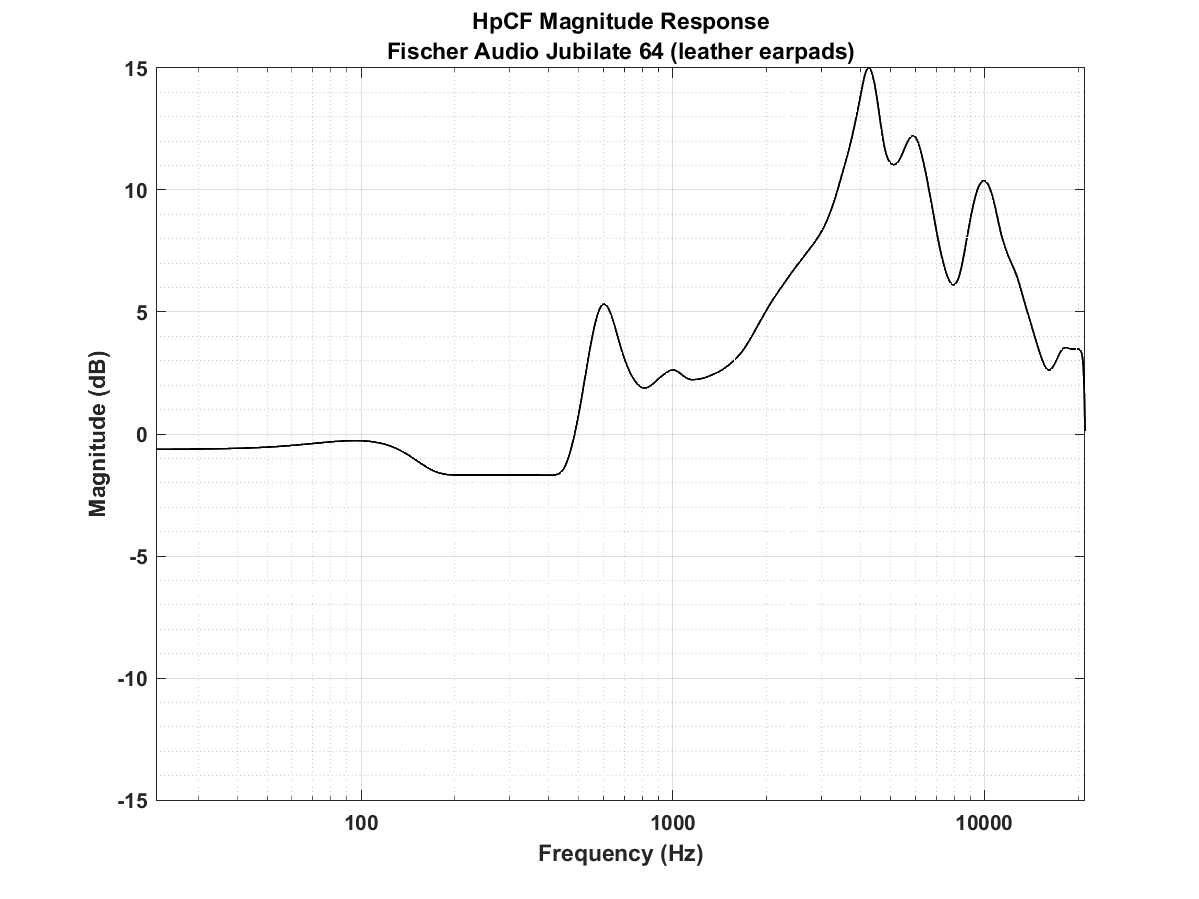 HpCF Magnitude Response
Fischer Audio Jubilate 64 (leather earpads)
15
10
5
0
-5
-10
-15
Magnitude (dB)
100
1000
10000
Frequency (Hz)